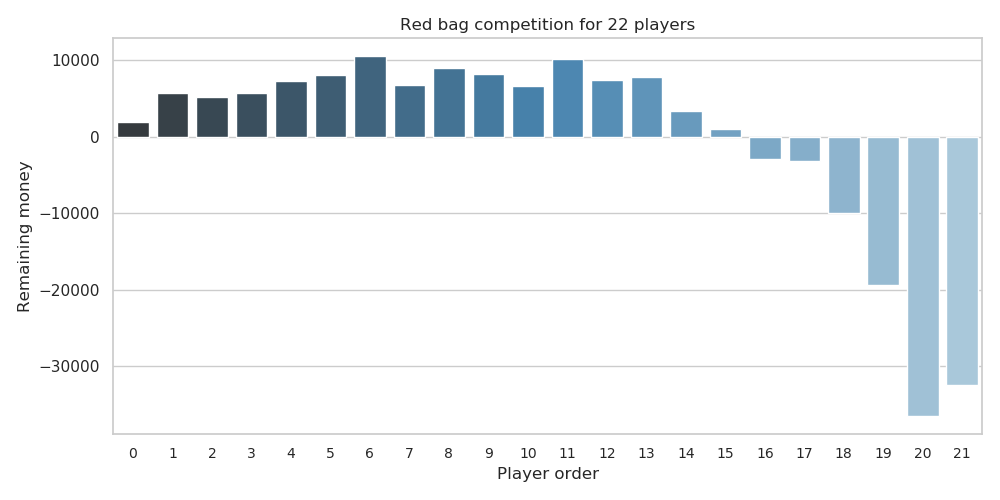 Red bag competition for 22 players
10000
0
−10000
−20000
−30000
Remaining money
0 1 2 3 4 5 6 7 8 9 10 11 12 13 14 15 16 17 18 19 20 21
Player order